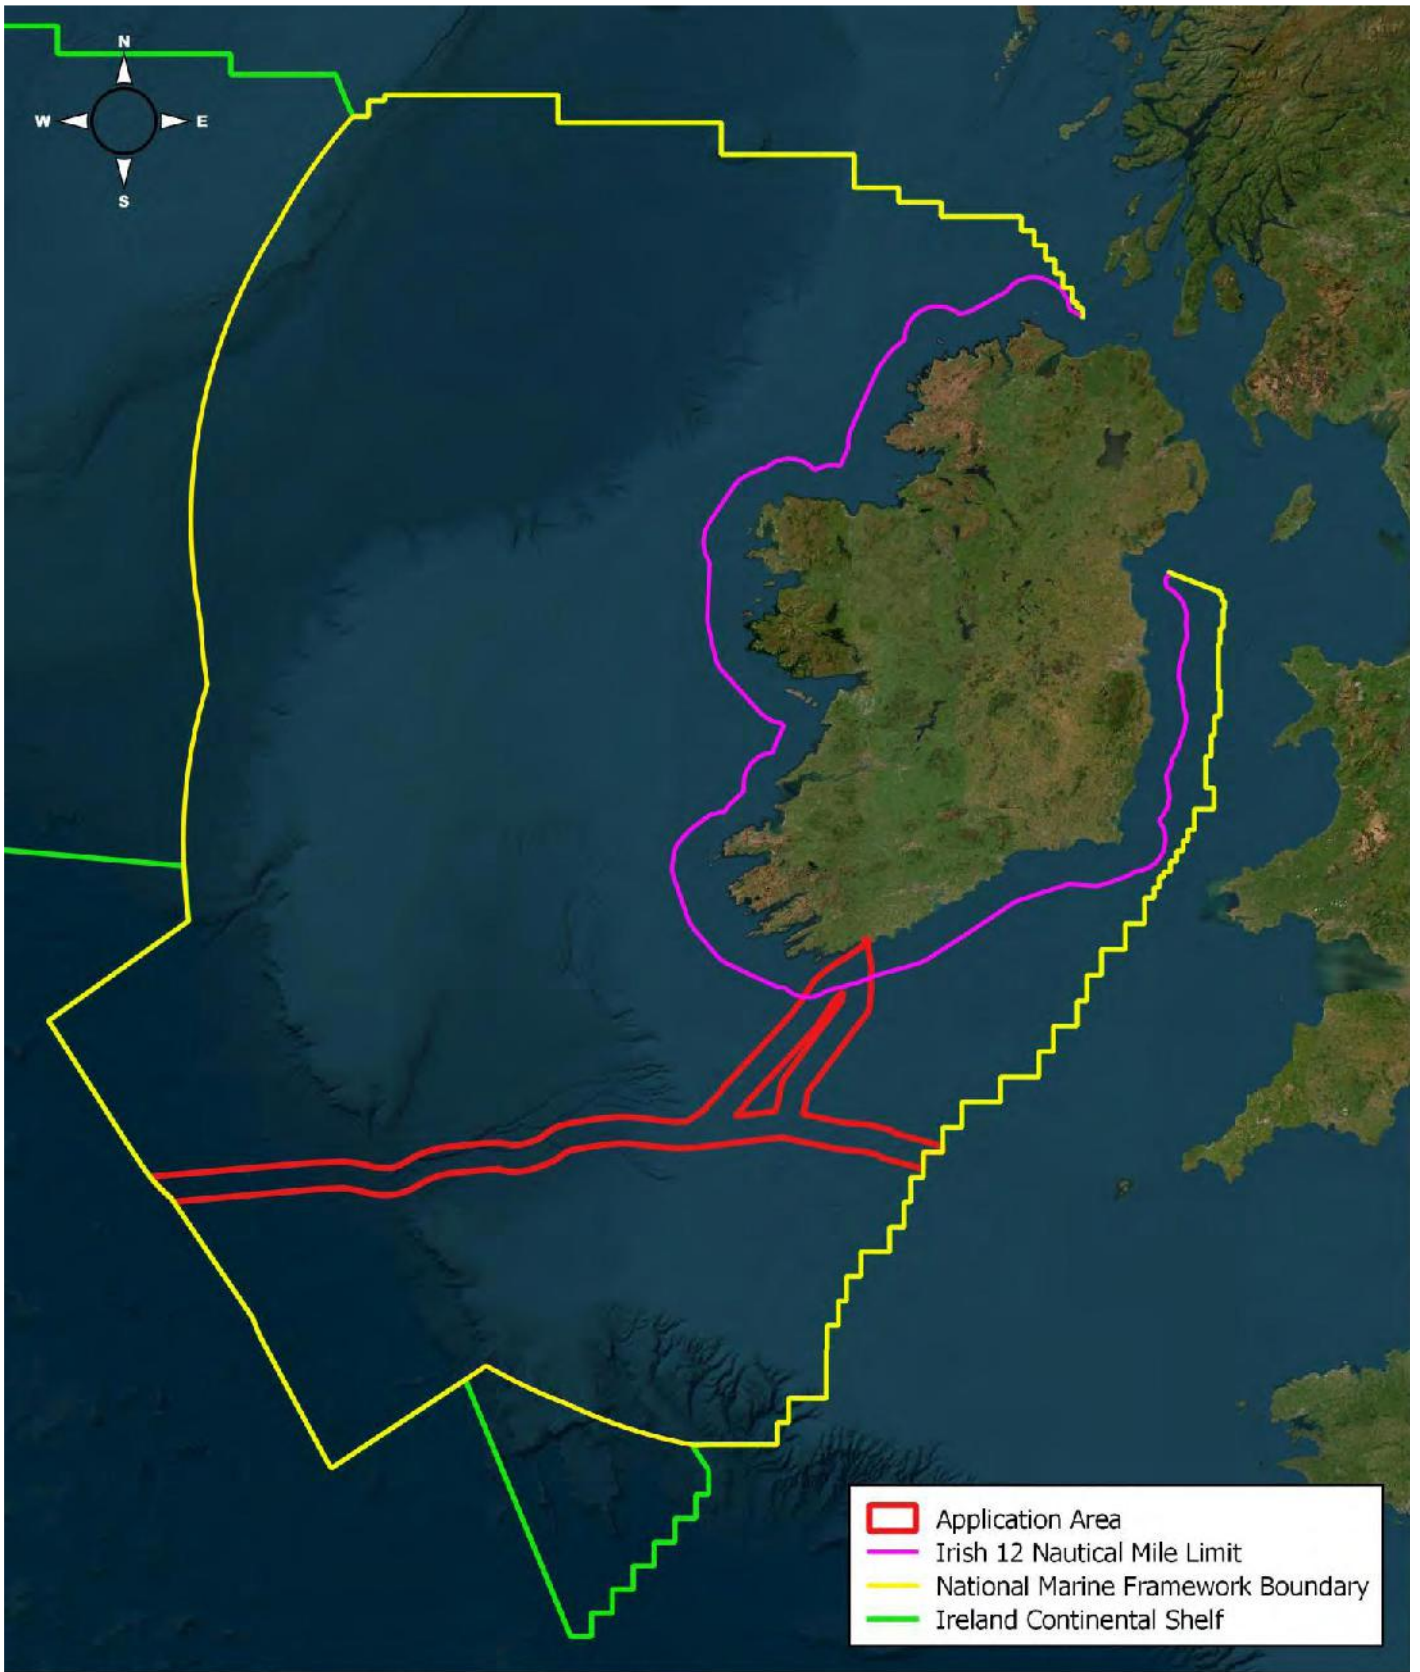 N
W E
S
Application Area
Irish 12 Nautical Mile Limit
National Marine Framework Boundary
Ireland Continental Shelf